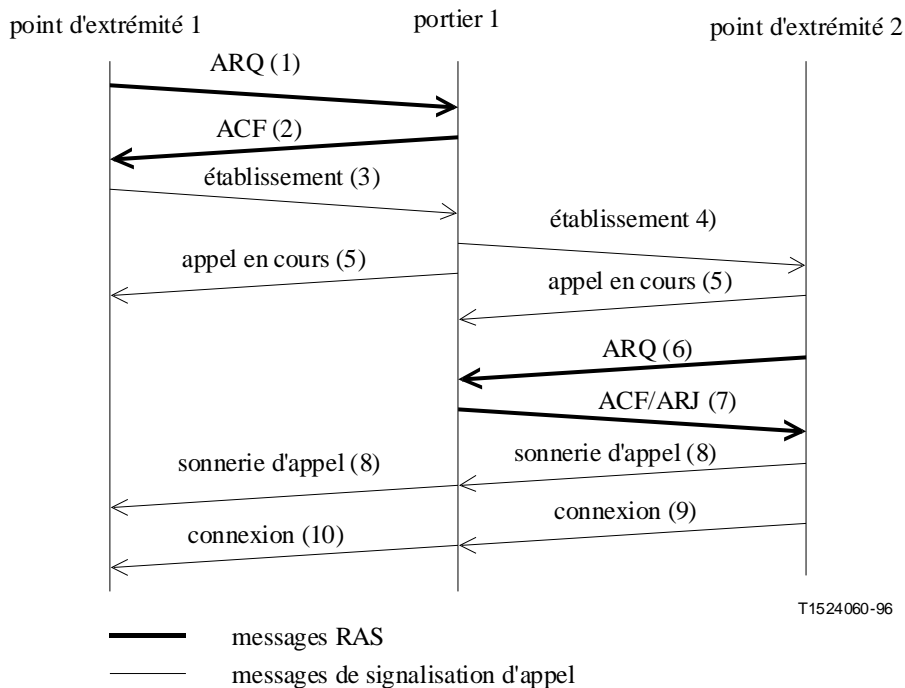 point d'extrémité 1
portier 1
point d'extrémité 2
ARQ (1)
ACF (2)
établissement (3)
établissement 4)
appel en cours (5)
appel en cours (5)
ARQ (6)
ACF/ARJ (7)
sonnerie d'appel (8)
sonnerie d'appel (8)
connexion (9)
connexion (10)
T1524060-96
messages RAS
messages de signalisation d'appel